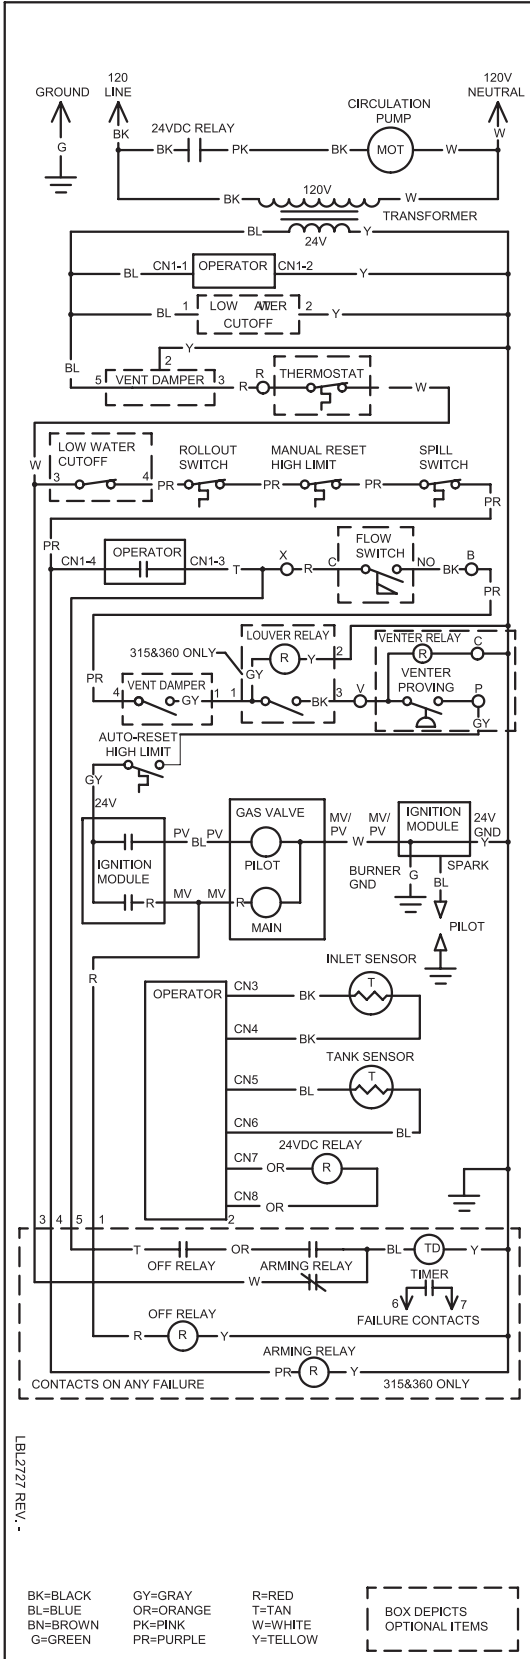 GROUND
120
LINE
120V
NEUTRAL
CIRCULATION
PUMP
24VDC RELAY
BK
W
G
BK
PK
BK
MOT
W
120V
BK
W
TRANSFORMER
24V
BL
Y
BL
CN1-1
OPERATOR
CN1-2
Y
BL
1
LOW WATER
CUTOFF
2
Y
Y
BL
2
5
VENT DAMPER
3
R
R
THERMOSTAT
W
LOW WATER
CUTOFF
ROLLOUT
SWITCH
MANUAL RESET
HIGH LIMIT
SPILL
SWITCH
W
3
4
PR
PR
PR
PR
PR
CN1-4
OPERATOR
CN1-3
T
X
R
C
FLOW
SWITCH
NO
BK
B
PR
315&360 ONLY
LOUVER RELAY
R
Y
2
VENTER RELAY
R
C
GY
VENTER
PROVING
PR
4
VENT DAMPER
GY
1
1
BK
3
V
P
GY
AUTO-RESET
HIGH LIMIT
GY
24V
IGNITION
MODULE
PV
BL
PV
GAS VALVE
PILOT
MV/
PV
W
MV/
PV
IGNITION
MODULE
24V
GND
Y
R
MV
MV
R
MAIN
BURNER
GND
G
SPARK
BL
PILOT
R
OPERATOR
CN3
BK
INLET SENSOR
T
CN4
BK
CN5
BL
TANK SENSOR
T
CN6
BL
CN7
OR
24VDC RELAY
R
CN8
OR
3
4
5
1
2
T
OFF RELAY
OR
ARMING RELAY
BL
TD
Y
TIMER
W
6
7
FAILURE CONTACTS
OFF RELAY
R
R
Y
ARMING RELAY
PR
R
Y
CONTACTS ON ANY FAILURE
315&360 ONLY
LBL2727 REV. -
BK=BLACK
BL=BLUE
BN=BROWN
G=GREEN
GY=GRAY
OR=ORANGE
PK=PINK
PR=PURPLE
R=RED
T=TAN
W=WHITE
Y=TELLOW
BOX DEPICTS
OPTIONAL ITEMS